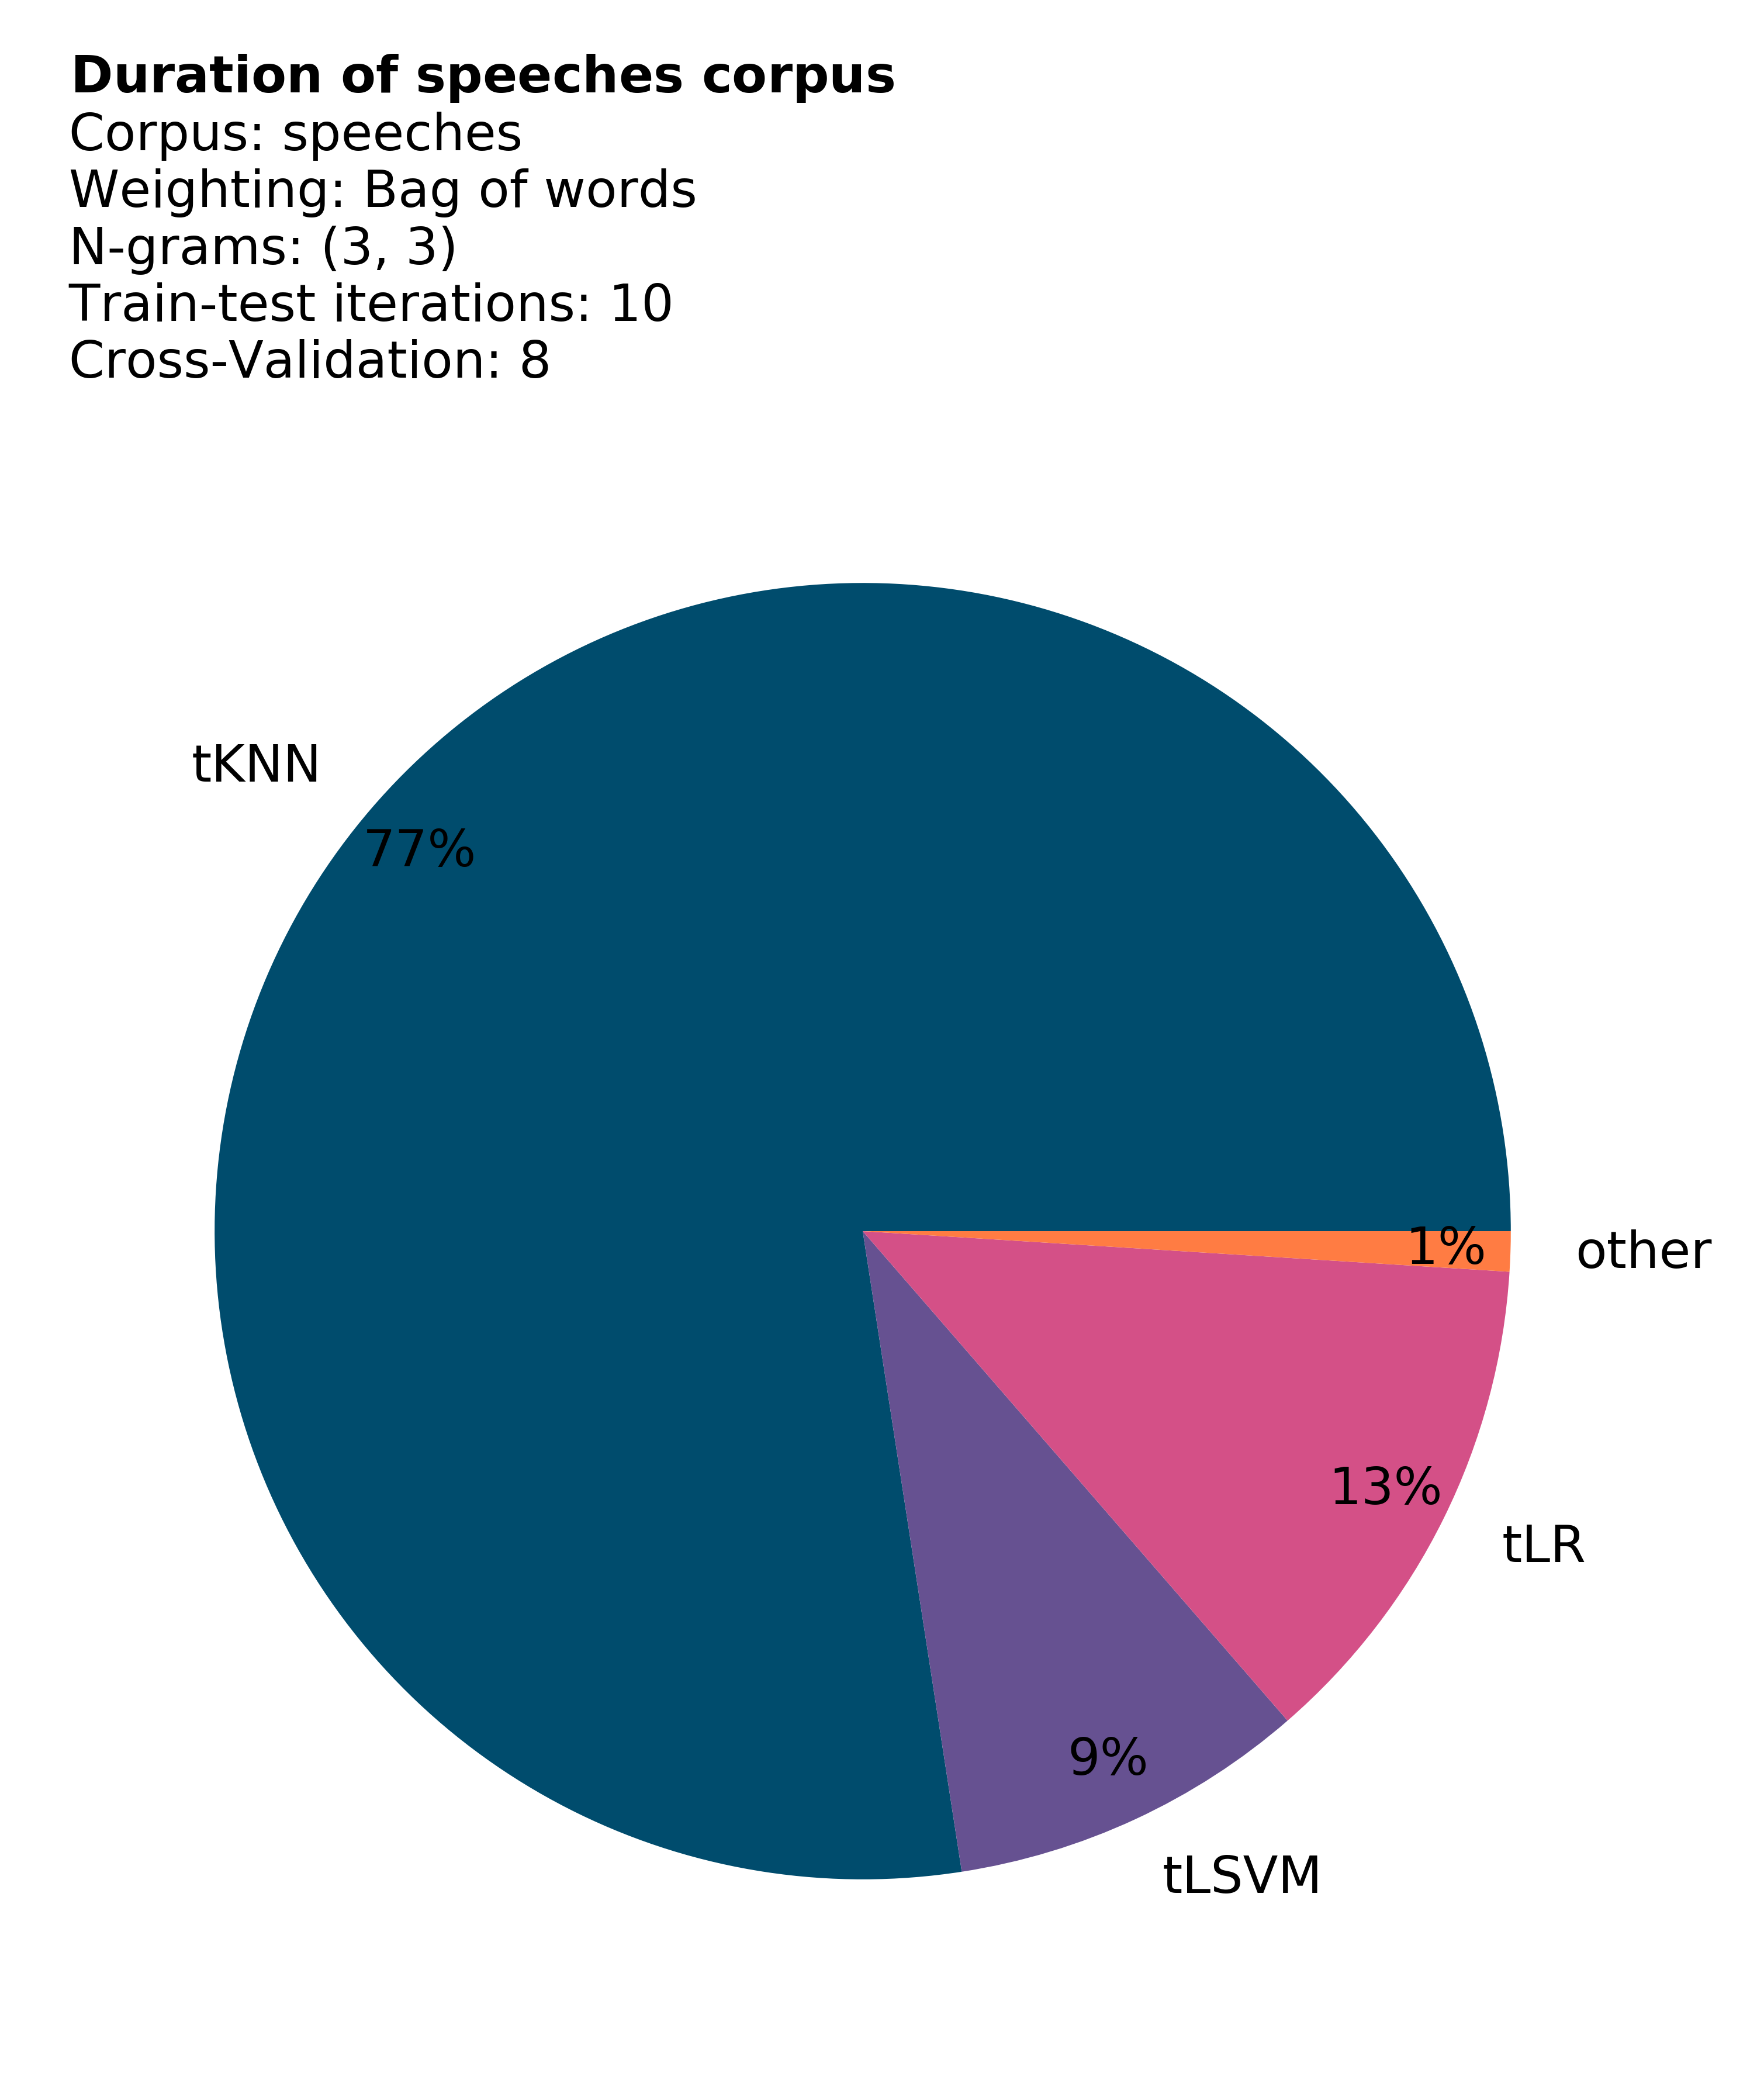 Duration of speeches corpus
Corpus: speeches
Weighting: Bag of words
N-grams: (3, 3)
Train-test iterations: 10
Cross-Validation: 8
tKNN
77%
1%
other
13%
tLR
9%
tLSVM